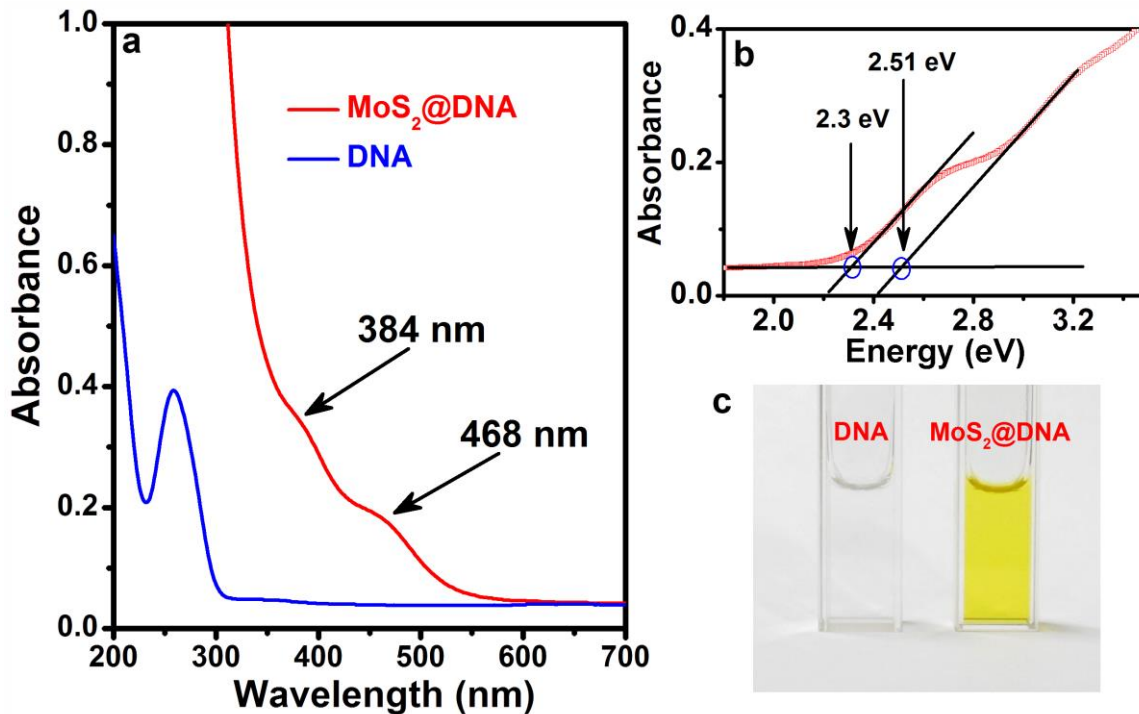 a
MoS₂@DNA
DNA
384 nm
468 nm
Absorbance
1.0
0.8
0.6
0.4
0.2
0.0
200 300 400 500 600 700
Wavelength (nm)
b
2.51 eV
2.3 eV
Absorbance
0.4
0.2
0.0
2.0 2.4 2.8 3.2
Energy (eV)
c
DNA MoS₂@DNA